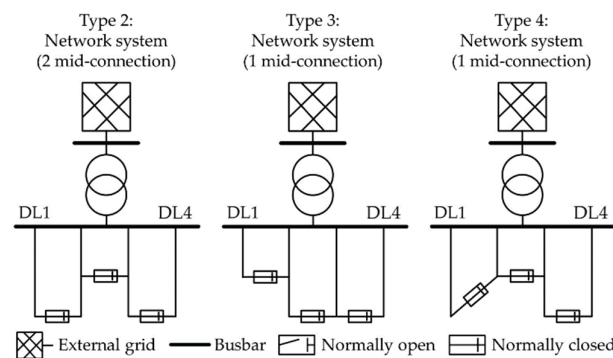 Type 2:
Network system
(2 mid-connection)
Type 3:
Network system
(1 mid-connection)
Type 4:
Network system
(1 mid-connection)
DL1 DL4
DL1 DL4
DL1 DL4
External grid Busbar Normally open Normally closed